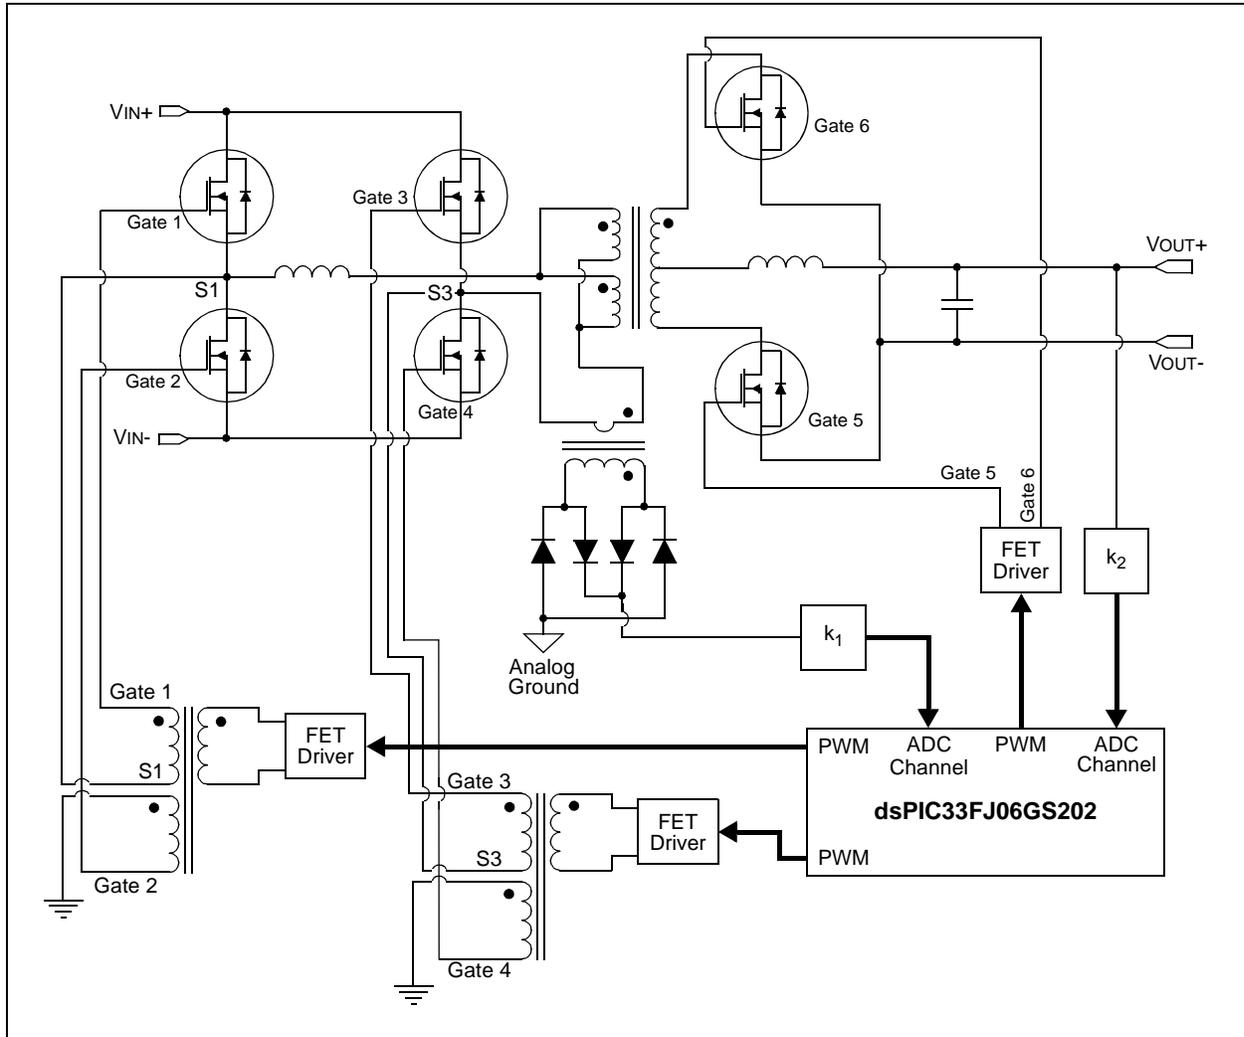 VIN+
Gate 1
S1
Gate 2
VIN-
Gate 3
S3
Gate 4
Gate 6
VOUT+
VOUT-
Gate 5
Gate 5
Gate 6
FET
Driver
k2
k1
Analog
Ground
Gate 1
S1
Gate 2
FET
Driver
Gate 3
S3
Gate 4
FET
Driver
PWM
ADC
Channel
PWM
ADC
Channel
dsPIC33FJ06GS202
PWM